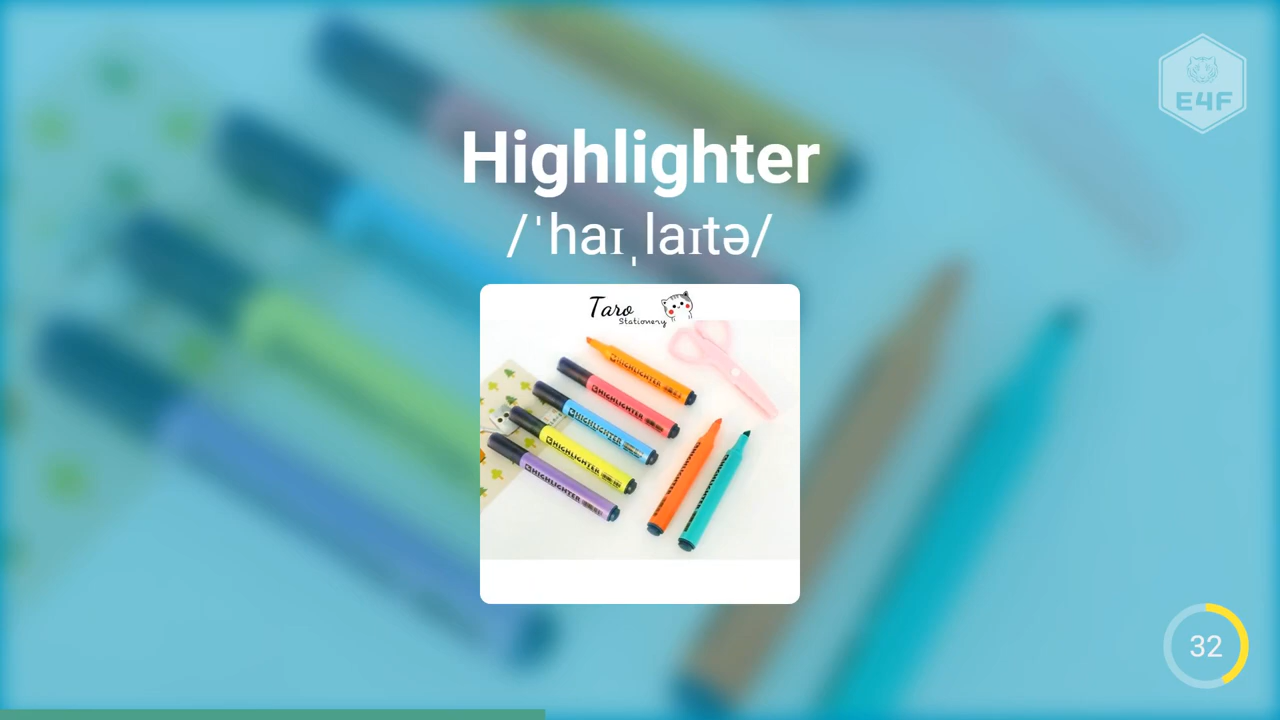 E4F
Highlighter
/ˈhaɪˌlaɪtə/
Taro
Stationery
HIGHLIGHTER
HIGHLIGHTER
HIGHLIGHTER
HIGHLIGHTER
HIGHLIGHTER
32